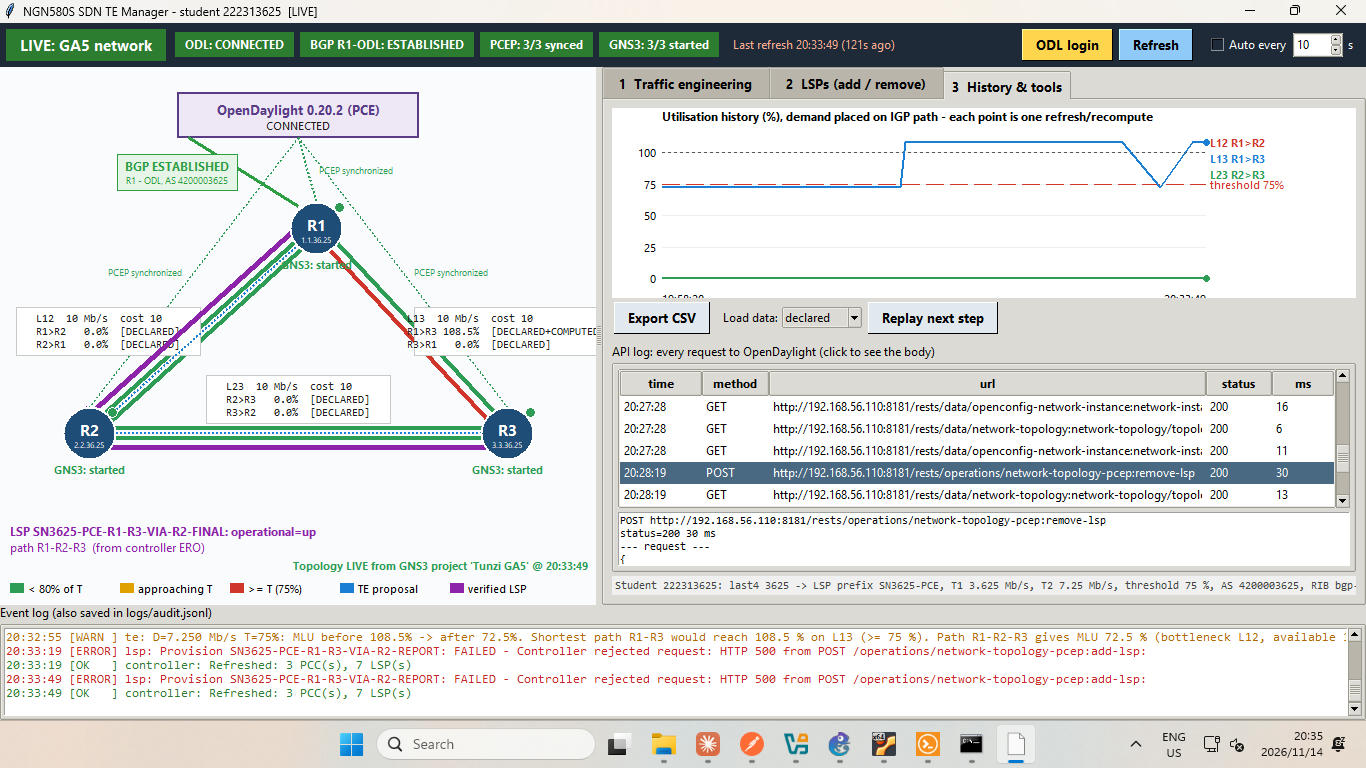 NGN580S SDN TE Manager - student 222313625 [LIVE]
LIVE: GA5 network
ODL: CONNECTED
BGP R1-ODL: ESTABLISHED
PCEP: 3/3 synced
GNS3: 3/3 started
Last refresh 20:33:49 (121s ago)
ODL login
Refresh
Auto every
10
s
OpenDaylight 0.20.2 (PCE)
CONNECTED
BGP ESTABLISHED
R1 - ODL, AS 4200003625
PCEP synchronized
R1
1.1.36.25
GNS3: started
PCEP synchronized
PCEP synchronized
L12 10 Mb/s cost 10
R1>R2 0.0% [DECLARED]
R2>R1 0.0% [DECLARED]
L13 10 Mb/s cost 10
R1>R3 108.5% [DECLARED+COMPUTED
R3>R1 0.0% [DECLARED]
L23 10 Mb/s cost 10
R2>R3 0.0% [DECLARED]
R3>R2 0.0% [DECLARED]
R2
2.2.36.25
GNS3: started
R3
3.3.36.25
GNS3: started
LSP SN3625-PCE-R1-R3-VIA-R2-FINAL: operational=up
path R1-R2-R3 (from controller ERO)
Topology LIVE from GNS3 project 'Tunzi GA5' @ 20:33:49
< 80% of T
approaching T
>= T (75%)
TE proposal
verified LSP
1 Traffic engineering
2 LSPs (add / remove)
3 History & tools
Utilisation history (%), demand placed on IGP path - each point is one refresh/recompute
100
75
50
25
0
L12 R1>R2
L13 R1>R3
L23 R2>R3
threshold 75%
20:33:49
Export CSV
Load data:
declared
Replay next step
API log: every request to OpenDaylight (click to see the body)
time method url status ms
20:27:28 GET http://192.168.56.110:8181/rests/data/openconfig-network-instance:network-insta 200 16
20:27:28 GET http://192.168.56.110:8181/rests/data/network-topology:network-topology/topol 200 6
20:27:28 GET http://192.168.56.110:8181/rests/data/openconfig-network-instance:network-insta 200 11
20:28:19 POST http://192.168.56.110:8181/rests/operations/network-topology-pcep:remove-lsp 200 30
20:28:19 GET http://192.168.56.110:8181/rests/data/network-topology:network-topology/topol 200 13
POST http://192.168.56.110:8181/rests/operations/network-topology-pcep:remove-lsp
status=200 30 ms
--- request ---
{
Student 222313625: last4 3625 -> LSP prefix SN3625-PCE, T1 3.625 Mb/s, T2 7.25 Mb/s, threshold 75 %, AS 4200003625, RIB bgp-
Event log (also saved in logs/audit.jsonl)
20:32:55 [WARN ] te: D=7.250 Mb/s T=75%: MLU before 108.5% -> after 72.5%. Shortest path R1-R3 would reach 108.5 % on L13 (>= 75 %). Path R1-R2-R3 gives MLU 72.5 % (bottleneck L12, available
20:33:19 [ERROR] lsp: Provision SN3625-PCE-R1-R3-VIA-R2-REPORT: FAILED - Controller rejected request: HTTP 500 from POST /operations/network-topology-pcep:add-lsp:
20:33:19 [OK ] controller: Refreshed: 3 PCC(s), 7 LSP(s)
20:33:49 [ERROR] lsp: Provision SN3625-PCE-R1-R3-VIA-R2-REPORT: FAILED - Controller rejected request: HTTP 500 from POST /operations/network-topology-pcep:add-lsp:
20:33:49 [OK ] controller: Refreshed: 3 PCC(s), 7 LSP(s)
Search
ENG
US
20:35
2026/11/14